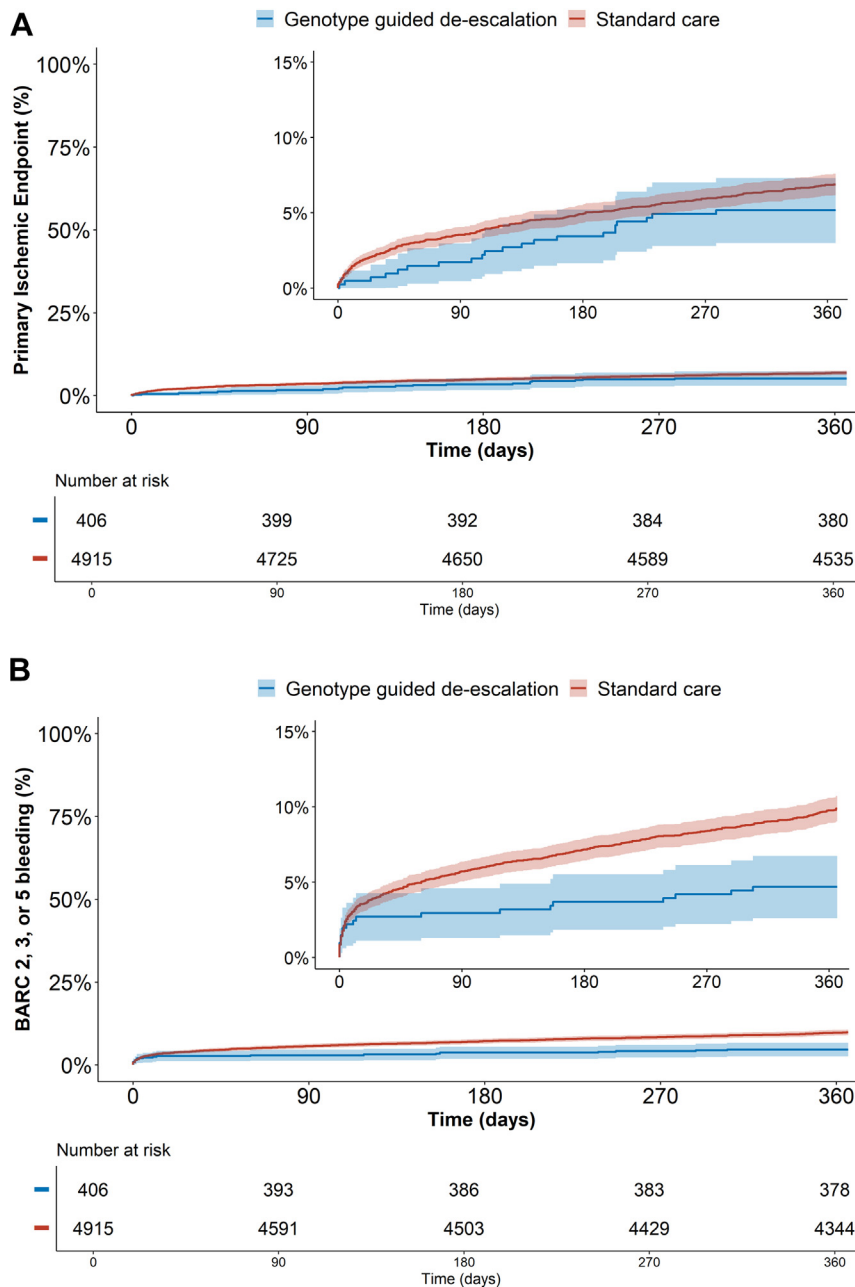 A
Genotype guided de-escalation Standard care
Primary Ischemic Endpoint (%)
100%
75%
50%
25%
0%
15%
10%
5%
0%
0 90 180 270 360
0 90 180 270 360
Time (days)
Number at risk
406 399 392 384 380
4915 4725 4650 4589 4535
0 90 180 270 360
Time (days)
B
Genotype guided de-escalation Standard care
BARC 2, 3, or 5 bleeding (%)
100%
75%
50%
25%
0%
15%
10%
5%
0%
0 90 180 270 360
0 90 180 270 360
Time (days)
Number at risk
406 393 386 383 378
4915 4591 4503 4429 4344
0 90 180 270 360
Time (days)